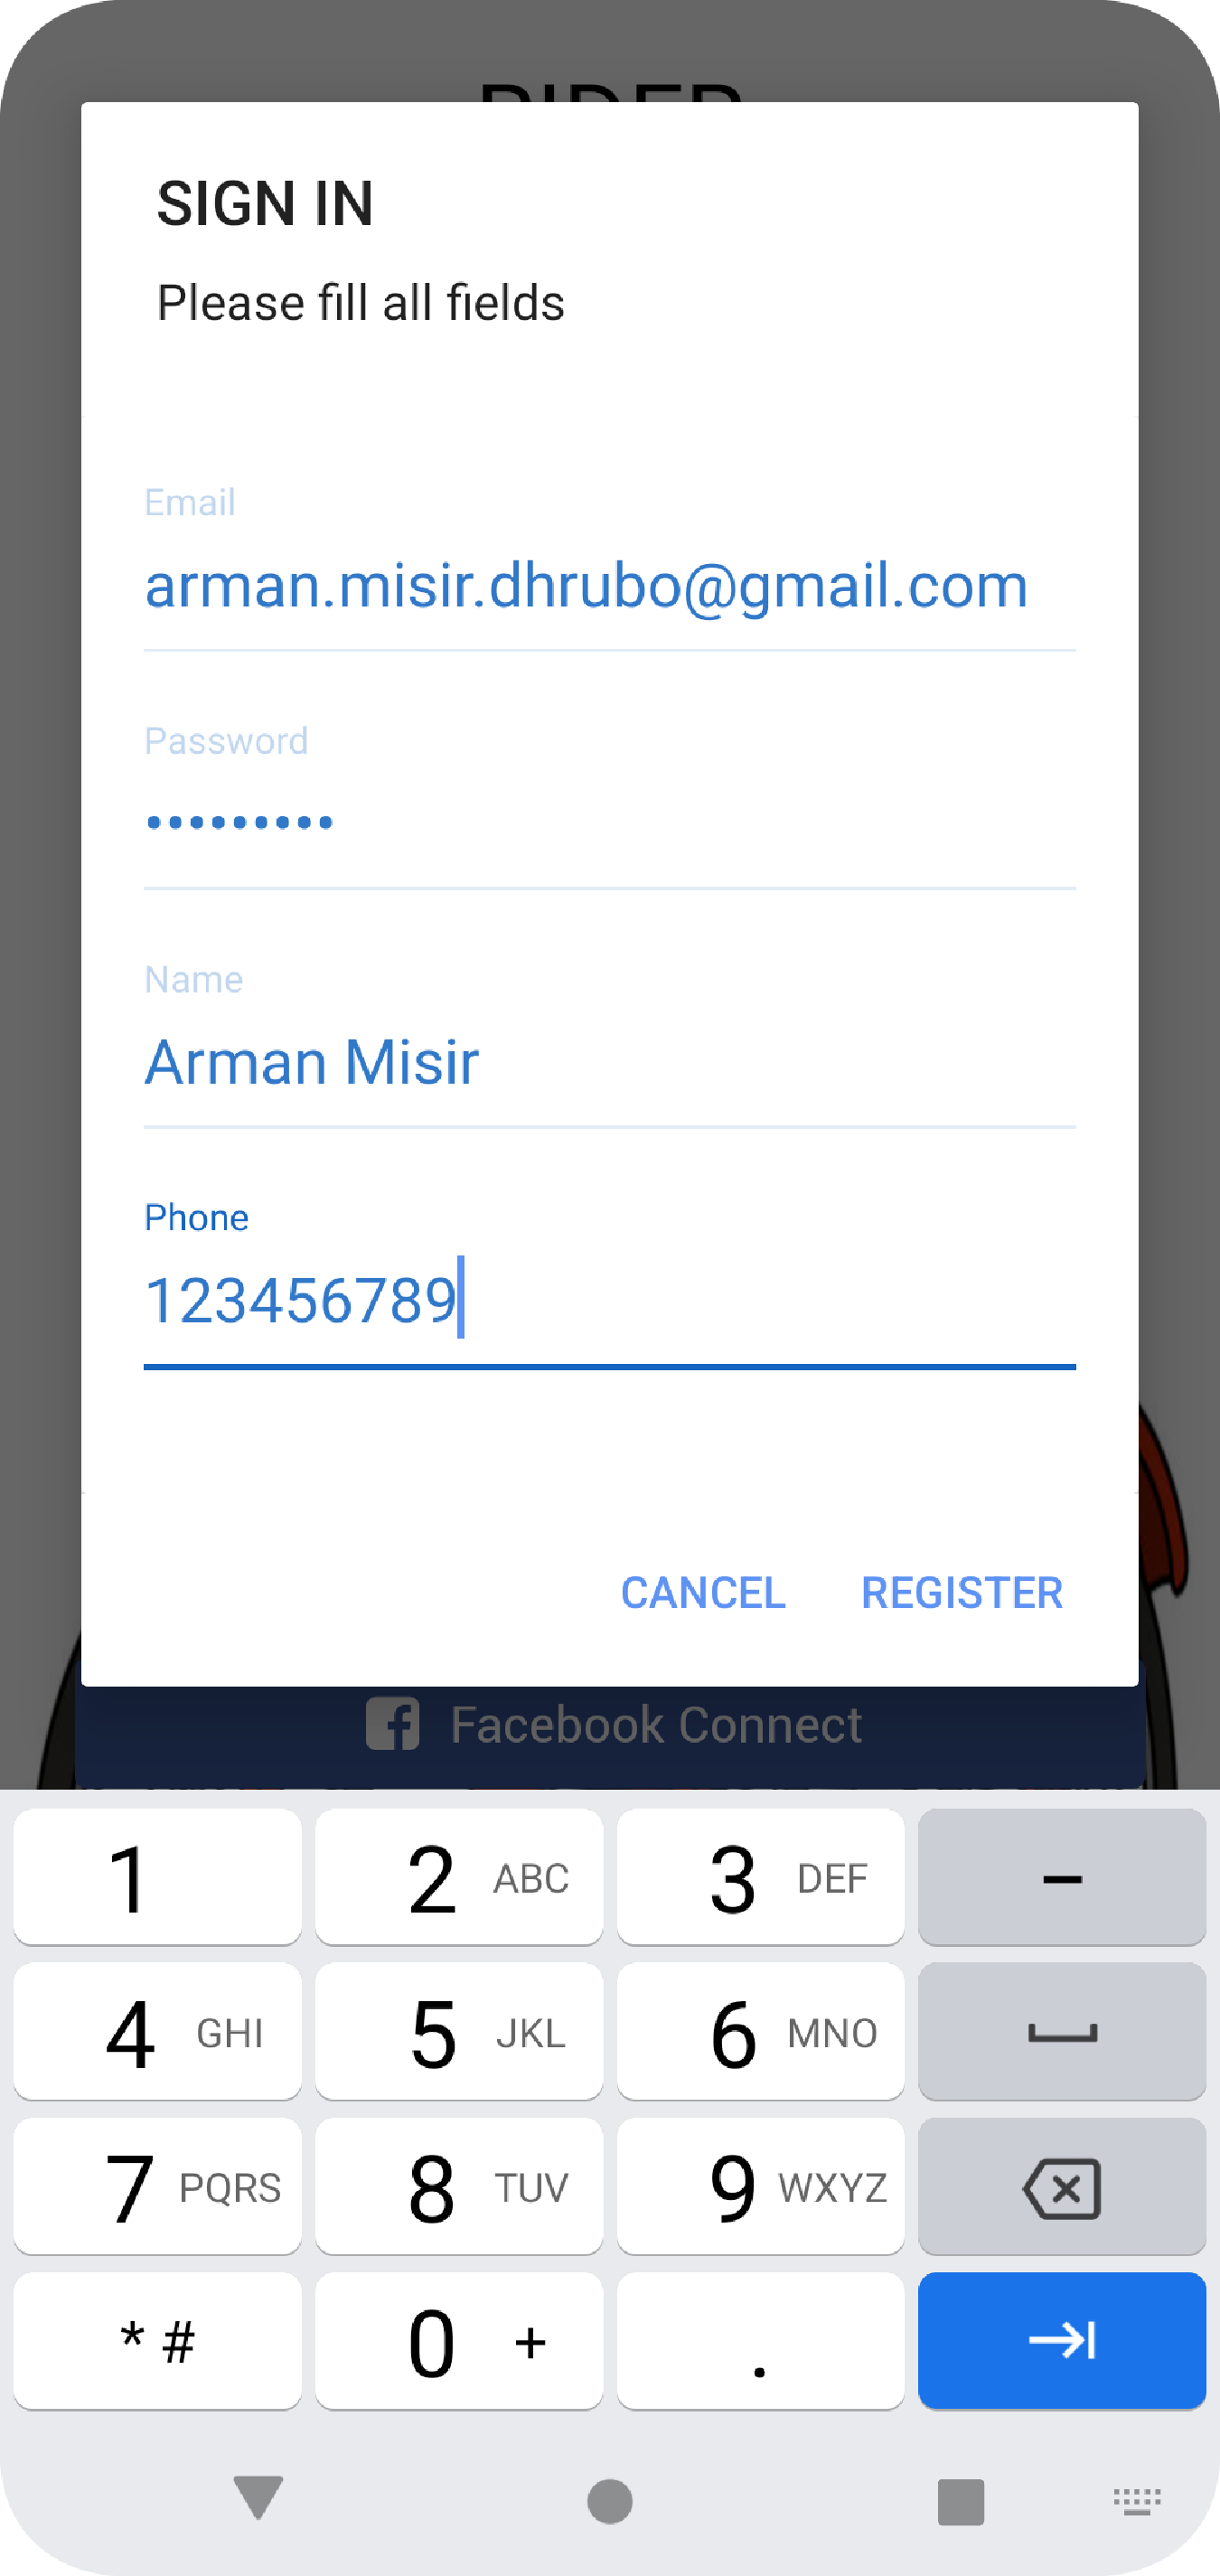 RIDER
SIGN IN
Please fill all fields
Email
arman.misir.dhrubo@gmail.com
Password
•••••••••
Name
Arman Misir
Phone
123456789
CANCEL REGISTER
Facebook Connect
1 2 ABC 3 DEF –
4 GHI 5 JKL 6 MNO
7 PQRS 8 TUV 9 WXYZ
* # 0 + .